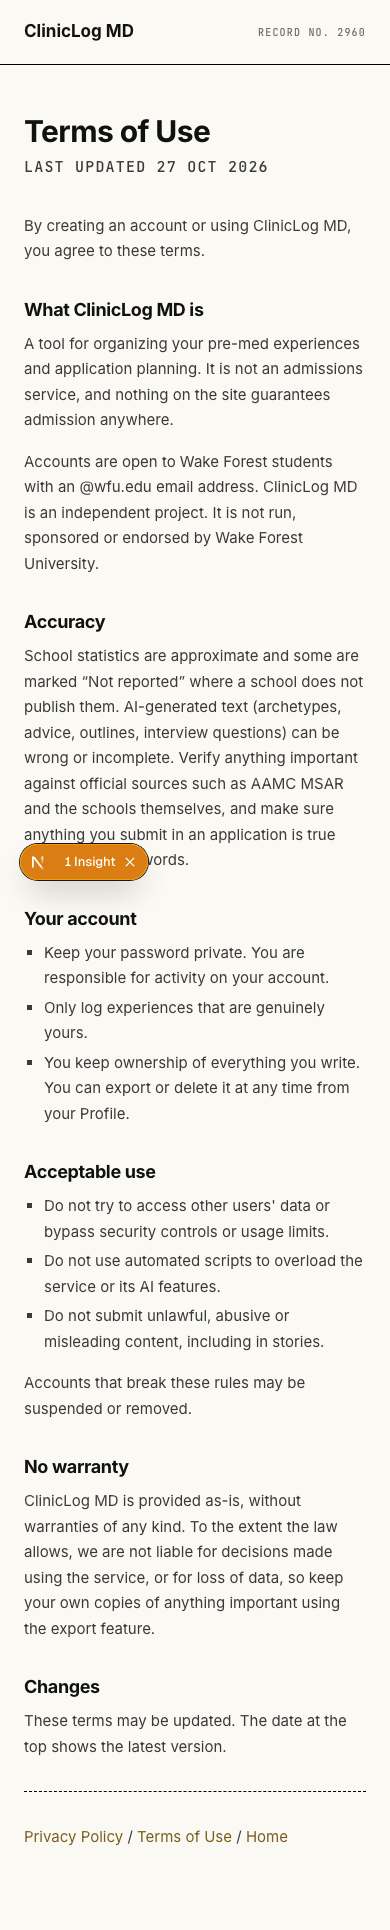 ClinicLog MD
RECORD NO. 2960
Terms of Use
LAST UPDATED 27 OCT 2026
By creating an account or using ClinicLog MD,
you agree to these terms.
What ClinicLog MD is
A tool for organizing your pre-med experiences
and application planning. It is not an admissions
service, and nothing on the site guarantees
admission anywhere.
Accounts are open to Wake Forest students
with an @wfu.edu email address. ClinicLog MD
is an independent project. It is not run,
sponsored or endorsed by Wake Forest
University.
Accuracy
School statistics are approximate and some are
marked “Not reported” where a school does not
publish them. AI-generated text (archetypes,
advice, outlines, interview questions) can be
wrong or incomplete. Verify anything important
against official sources such as AAMC MSAR
and the schools themselves, and make sure
anything you submit in an application is true
words.
1 Insight
Your account
Keep your password private. You are
responsible for activity on your account.
Only log experiences that are genuinely
yours.
You keep ownership of everything you write.
You can export or delete it at any time from
your Profile.
Acceptable use
Do not try to access other users' data or
bypass security controls or usage limits.
Do not use automated scripts to overload the
service or its AI features.
Do not submit unlawful, abusive or
misleading content, including in stories.
Accounts that break these rules may be
suspended or removed.
No warranty
ClinicLog MD is provided as-is, without
warranties of any kind. To the extent the law
allows, we are not liable for decisions made
using the service, or for loss of data, so keep
your own copies of anything important using
the export feature.
Changes
These terms may be updated. The date at the
top shows the latest version.
Privacy Policy / Terms of Use / Home